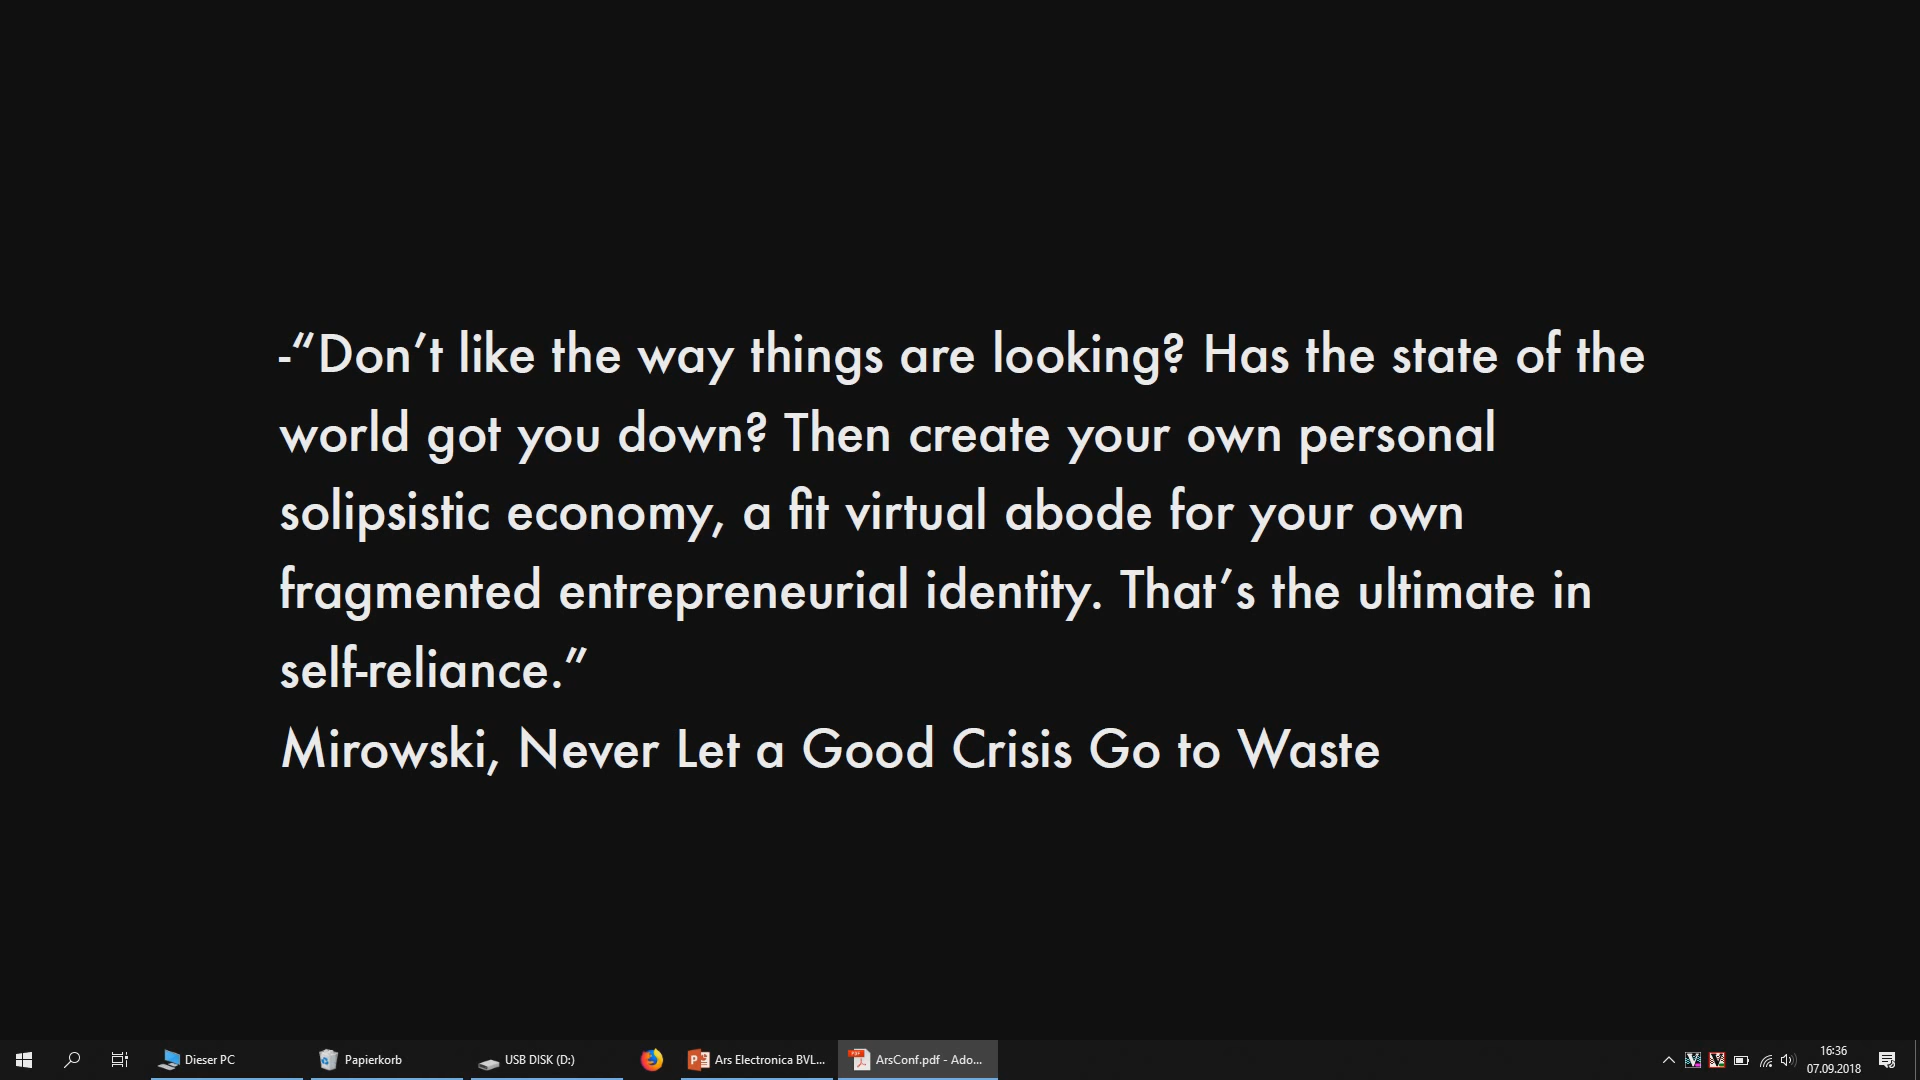 -“Don’t like the way things are looking? Has the state of the
world got you down? Then create your own personal
solipsistic economy, a fit virtual abode for your own
fragmented entrepreneurial identity. That’s the ultimate in
self-reliance.”
Mirowski, Never Let a Good Crisis Go to Waste
Dieser PC
Papierkorb
USB DISK (D:)
Ars Electronica BVL...
ArsConf.pdf - Ado...
16:36
07.09.2018